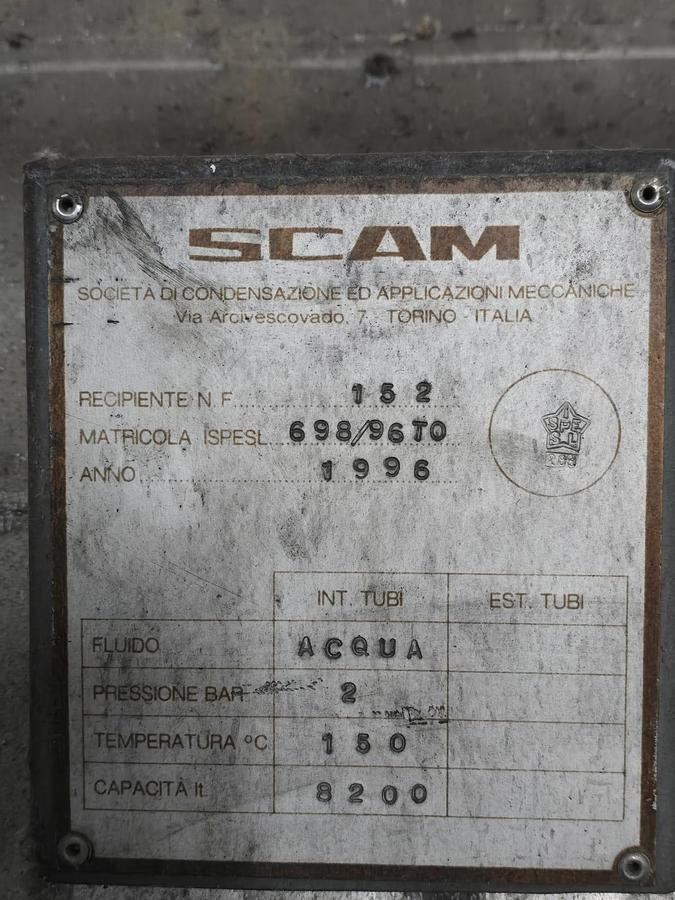 SCAM
SOCIETÀ DI CONDENSAZIONE ED APPLICAZIONI MECCANICHE
Via Arcivescovado, 7 - TORINO - ITALIA
RECIPIENTE N. F. 152
MATRICOLA ISPESL 698/96TO
ANNO 1996
ISPESL
INT. TUBI EST. TUBI
FLUIDO ACQUA
PRESSIONE BAR 2
TEMPERATURA °C 150
CAPACITÀ lt. 8200